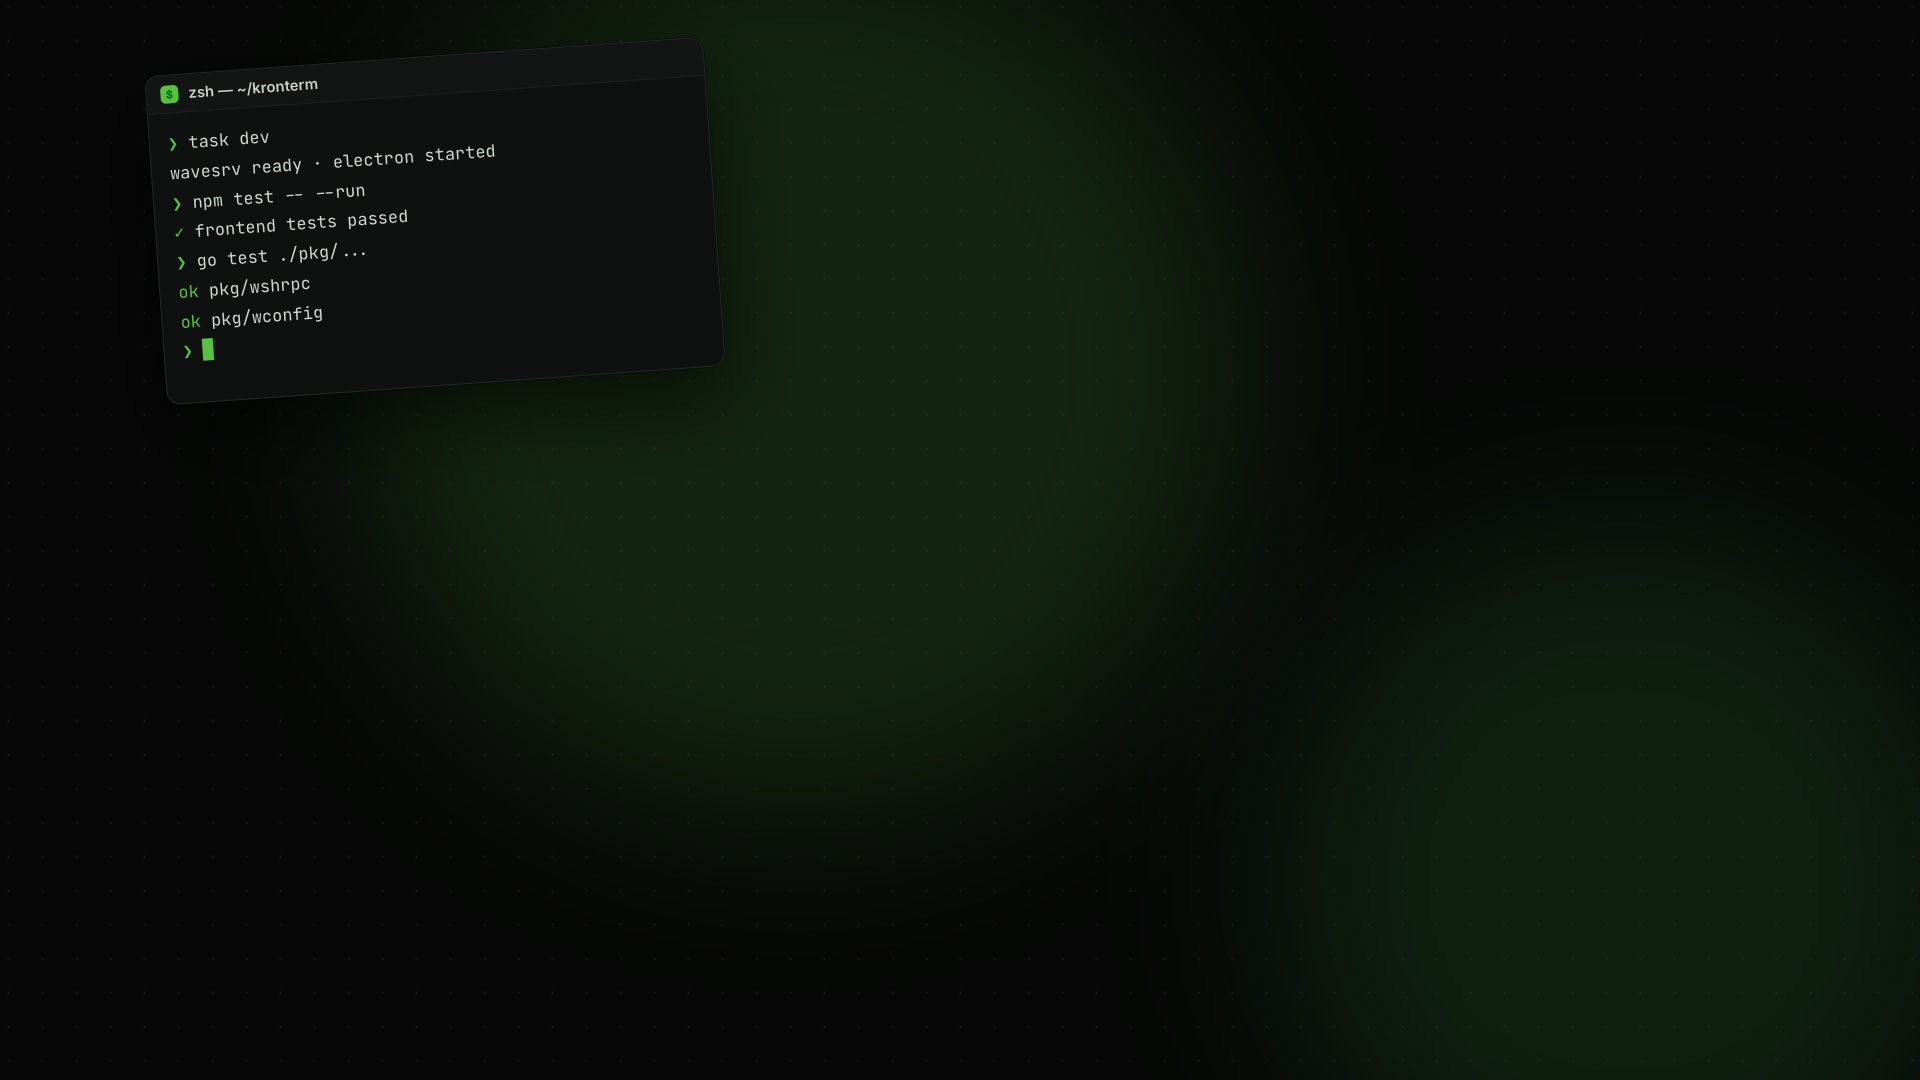 $ zsh — ~/kronterm
❯ task dev
wavesrv ready · electron started
❯ npm test -- --run
✓ frontend tests passed
❯ go test ./pkg/...
ok pkg/wshrpc
ok pkg/wconfig
❯